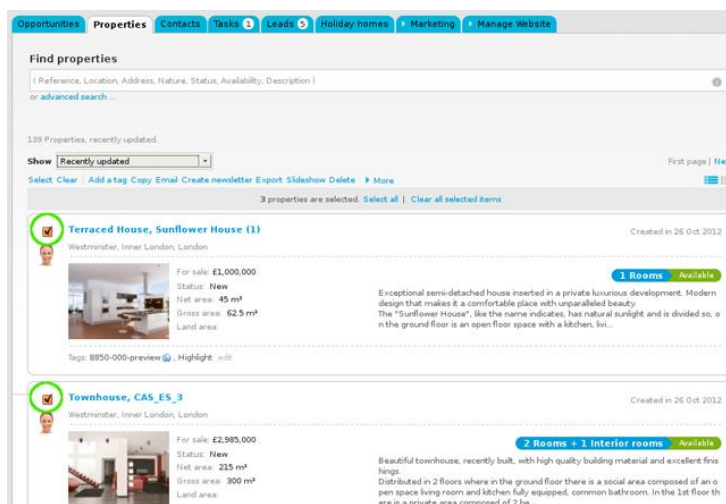 Opportunities Properties Contacts Tasks 1 Leads 5 Holiday homes Marketing Manage Website
Find properties
( Reference, Location, Address, Nature, Status, Availability, Description )
or advanced search ...
139 Properties, recently updated.
Show Recently updated First page | Ne
Select Clear | Add a tag Copy Email Create newsletter Export Slideshow Delete More
3 properties are selected. Select all | Clear all selected items
Terraced House, Sunflower House (1) Created in 26 Oct 2012
Westminster, Inner London, London
For sale: £1,000,000
1 Rooms Available
Status: New
Net area: 45 m²
Gross area: 62.5 m²
Land area:
Exceptional semi-detached house inserted in a private luxurious development. Modern
design that makes it a comfortable place with unparalleled beauty.
The "Sunflower House", like the name indicates, has natural sunlight and is divided so, o
n the ground floor is an open floor space with a kitchen, livi...
Tags: 8850-000-preview , Highlight edit
Townhouse, CAS_ES_3 Created in 26 Oct 2012
Westminster, Inner London, London
For sale: £2,985,000
2 Rooms + 1 Interior rooms Available
Status: New
Net area: 215 m²
Gross area: 300 m²
Land area:
Beautiful townhouse, recently built, with high quality building material and excellent finis
hings.
Distributed in 2 floors where in the ground floor there is a social area composed of an o
pen space living room and kitchen fully equipped, common bathroom. In the 1st floor th
ere is a private area composed of 2 be